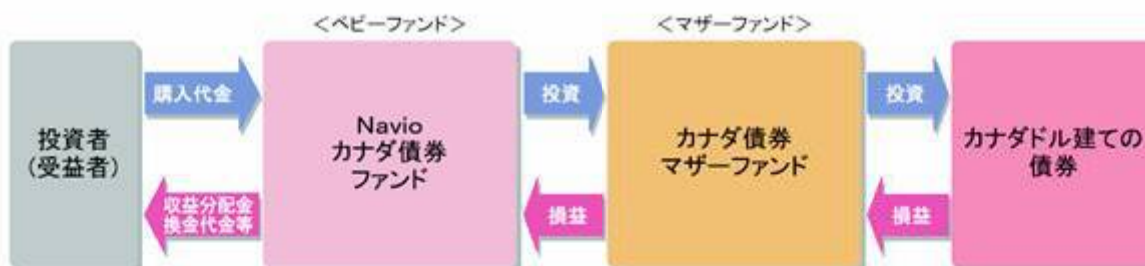 ＜ベビーファンド＞
＜マザーファンド＞
投資者
(受益者)
購入代金
収益分配金
換金代金等
Navio
カナダ債券
ファンド
投資
損益
カナダ債券
マザーファンド
投資
損益
カナダドル建ての
債券